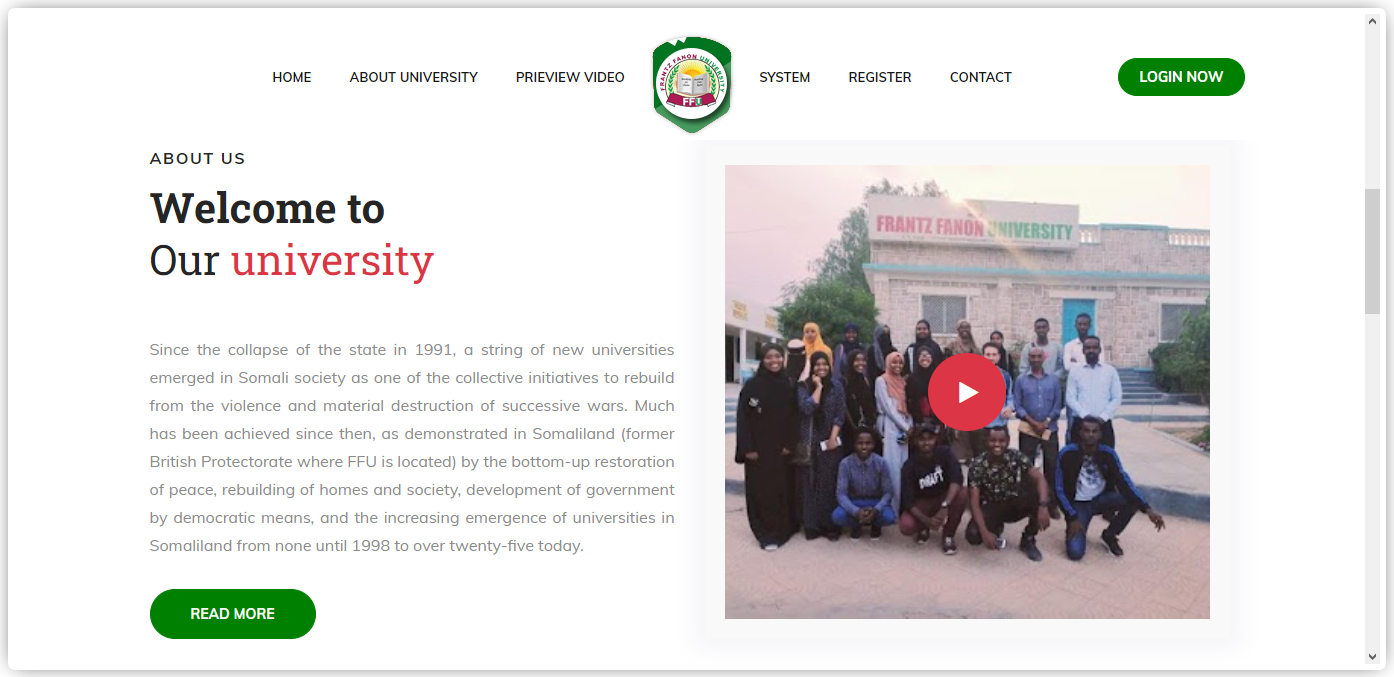 HOME
ABOUT UNIVERSITY
PRIEVIEW VIDEO
FRANTZ FANON UNIVERSITY
FFU
SYSTEM
REGISTER
CONTACT
LOGIN NOW
ABOUT US
Welcome to
Our university
Since the collapse of the state in 1991, a string of new universities
emerged in Somali society as one of the collective initiatives to rebuild
from the violence and material destruction of successive wars. Much
has been achieved since then, as demonstrated in Somaliland (former
British Protectorate where FFU is located) by the bottom-up restoration
of peace, rebuilding of homes and society, development of government
by democratic means, and the increasing emergence of universities in
Somaliland from none until 1998 to over twenty-five today.
READ MORE
FRANTZ FANON UNIVERSITY
DRAFT